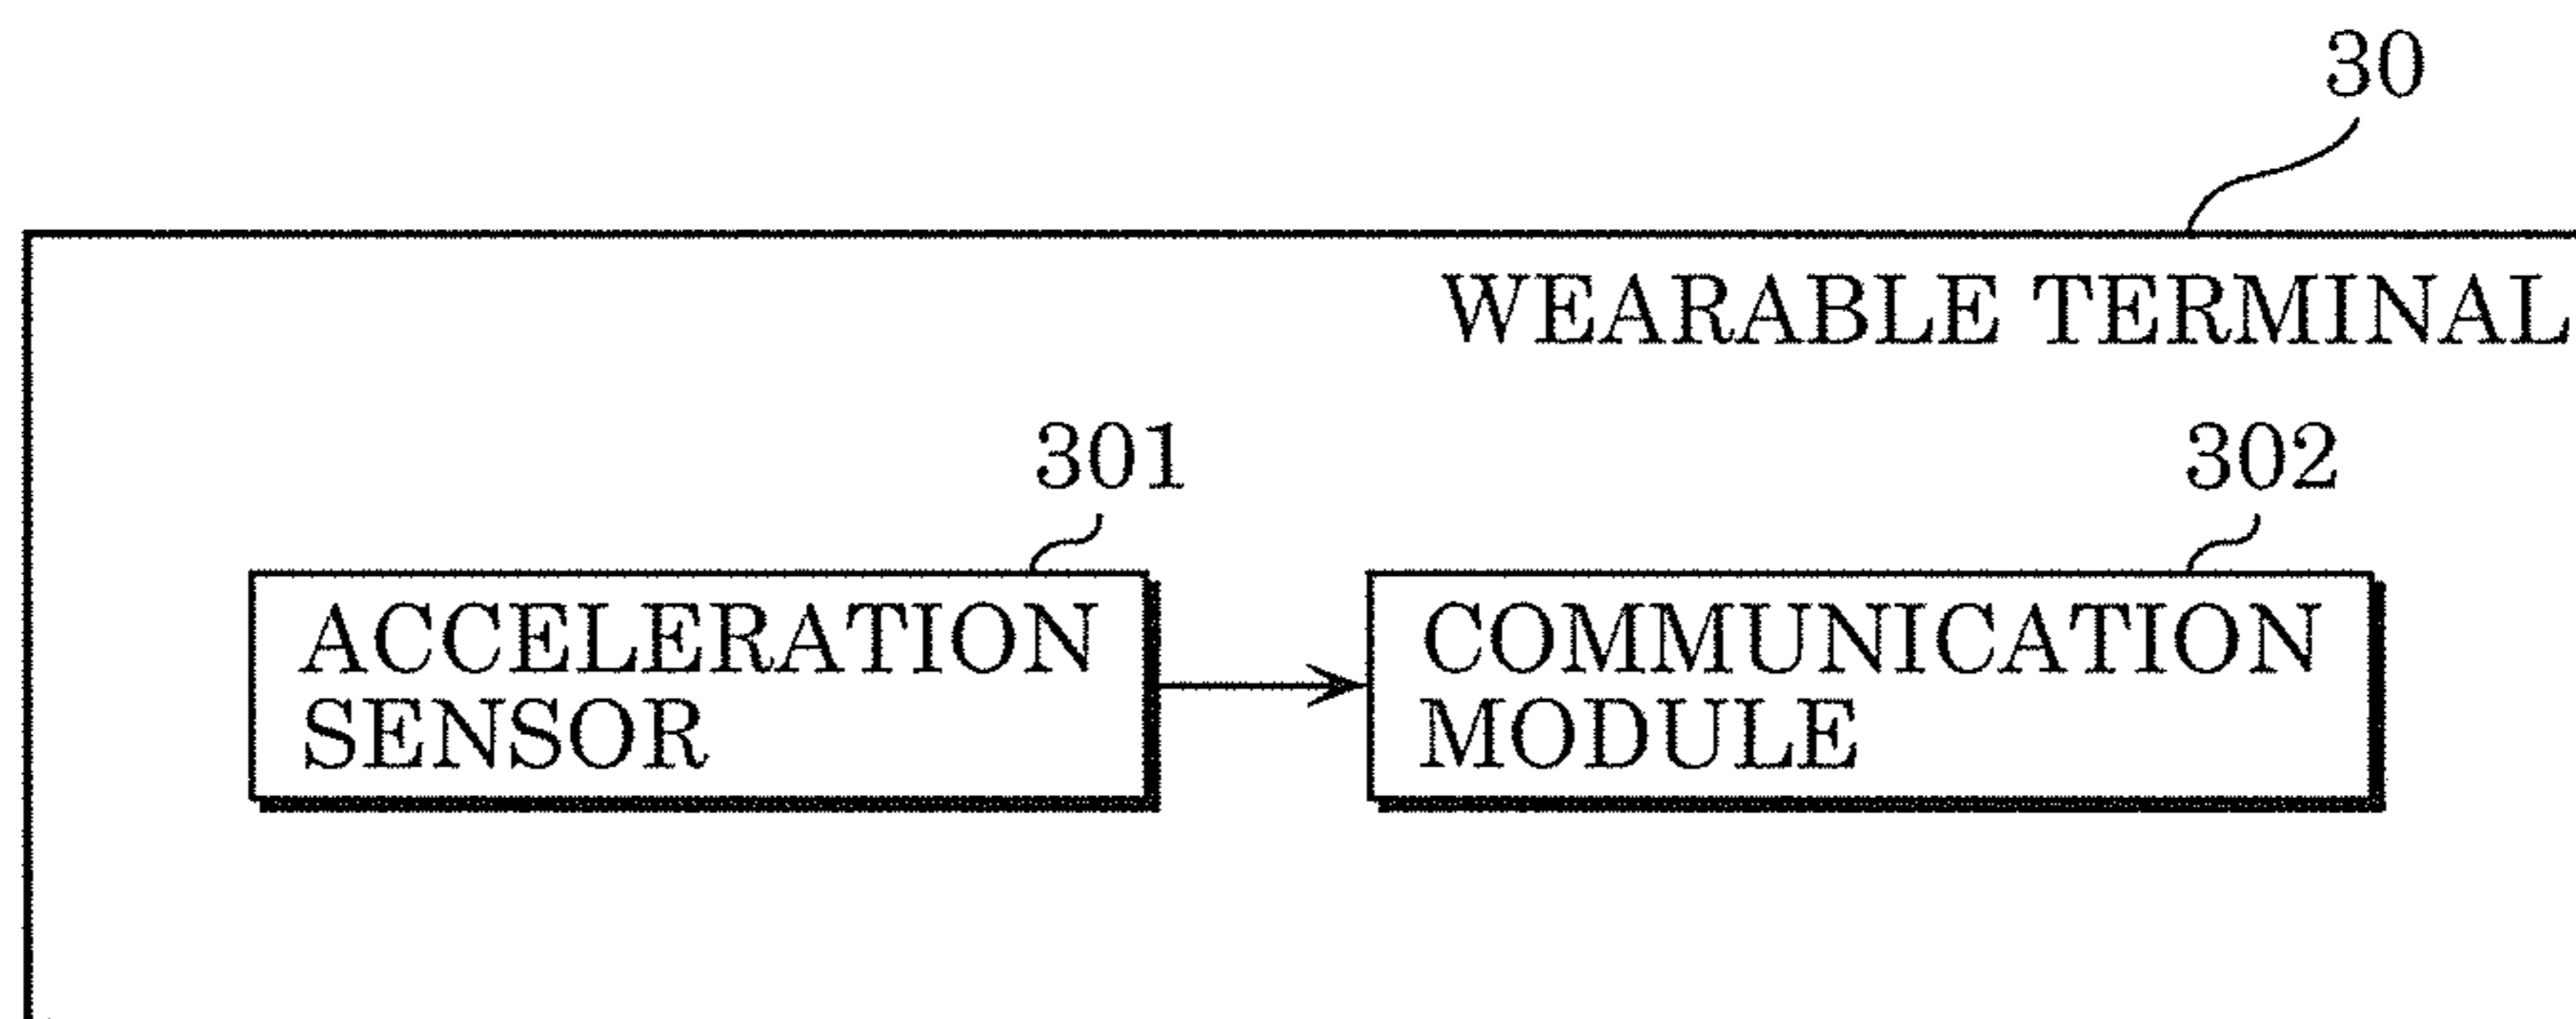 30
WEARABLE TERMINAL
301
302
ACCELERATION
SENSOR
COMMUNICATION
MODULE